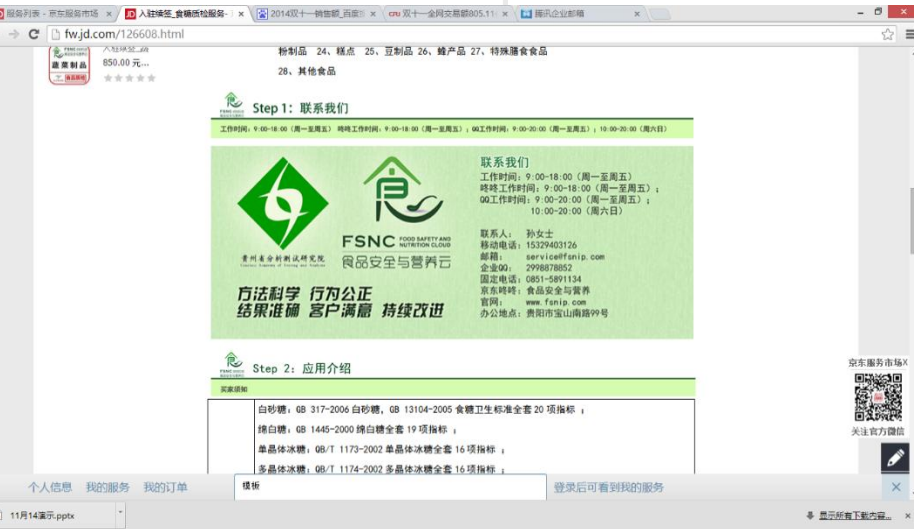 服务列表 - 京东服务市场
入驻续签_食糖质检服务-
2014双十一销售额_百度
双十一全网交易额805.11
腾讯企业邮箱
fw.jd.com/126608.html
蔬菜制品
850.00 元...
粉制品 24、糕点 25、豆制品 26、蜂产品 27、特殊膳食食品
28、其他食品
Step 1: 联系我们
工作时间: 9:00-18:00 (周一至周五) 咚咚工作时间: 9:00-18:00 (周一至周五); QQ工作时间: 9:00-20:00 (周一至周五); 10:00-20:00 (周六日)
贵州省分析测试研究院
食
FSNC FOOD SAFETY AND NUTRITION CLOUD
食品安全与营养云
方法科学 行为公正
结果准确 客户满意 持续改进
联系我们
工作时间: 9:00-18:00 (周一至周五)
咚咚工作时间: 9:00-18:00 (周一至周五);
QQ工作时间: 9:00-20:00 (周一至周五);
10:00-20:00 (周六日)
联系人: 孙女士
移动电话: 15329403126
邮箱: service@fsnip.com
企业QQ: 2998878852
固定电话: 0851-5891134
京东咚咚: 食品安全与营养
官网: www.fsnip.com
办公地点: 贵阳市宝山南路99号
Step 2: 应用介绍
买家须知
白砂糖: GB 317-2006 白砂糖, GB 13104-2005 食糖卫生标准全套 20 项指标 ;
绵白糖: GB 1445-2000 绵白糖全套 19 项指标 ;
单晶体冰糖: QB/T 1173-2002 单晶体冰糖全套 16 项指标 ;
多晶体冰糖: QB/T 1174-2002 多晶体冰糖全套 16 项指标 ;
京东服务市场X
关注官方微信
个人信息 我的服务 我的订单
模板
登录后可看到我的服务
11月14演示.pptx
显示所有下载内容...